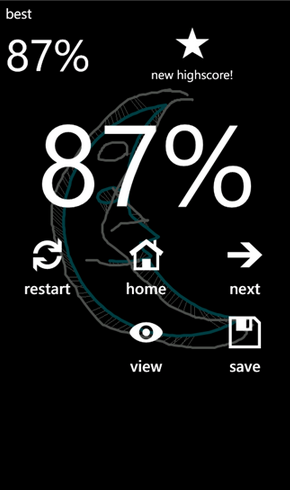 best
87%
new highscore!
87%
restart
home
next
view
save